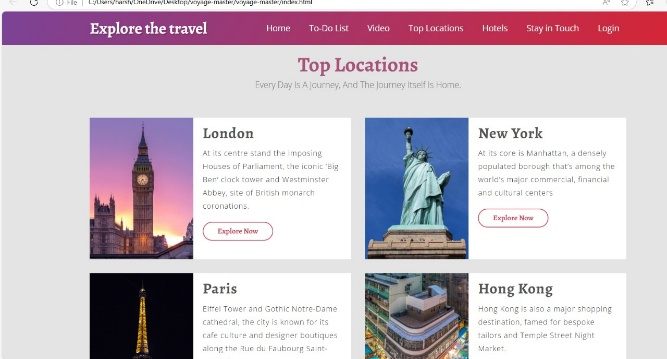 File
C:/Users/harsh/OneDrive/Desktop/voyage-master/voyage-master/index.html
Explore the travel
Home
To-Do List
Video
Top Locations
Hotels
Stay in Touch
Login
Top Locations
Every Day Is A Journey, And The Journey Itself Is Home.
London
At its centre stand the imposing
Houses of Parliament, the iconic 'Big
Ben' clock tower and Westminster
Abbey, site of British monarch
coronations.
Explore Now
New York
At its core is Manhattan, a densely
populated borough that's among the
world's major commercial, financial
and cultural centers
Explore Now
Paris
Eiffel Tower and Gothic Notre-Dame
cathedral, the city is known for its
cafe culture and designer boutiques
along the Rue du Faubourg Saint-
Hong Kong
Hong Kong is also a major shopping
destination, famed for bespoke
tailors and Temple Street Night
Market.